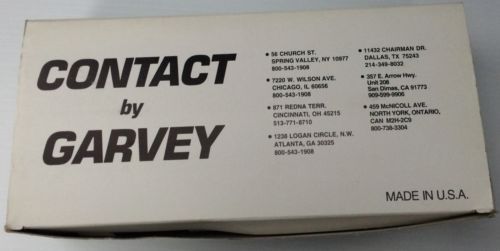 CONTACT
by
GARVEY
• 56 CHURCH ST.
SPRING VALLEY, NY 10977
800-543-1908
• 7220 W. WILSON AVE.
CHICAGO, IL 60656
800-543-1908
• 871 REDNA TERR.
CINCINNATI, OH 45215
513-771-8710
• 1238 LOGAN CIRCLE, N.W.
ATLANTA, GA 30325
800-543-1908
• 11432 CHAIRMAN DR.
DALLAS, TX 75243
214-349-8032
• 357 E. Arrow Hwy.
Unit 208
San Dimas, CA 91773
909-599-9906
• 459 McNICOLL AVE.
NORTH YORK, ONTARIO,
CAN M2H-2C9
800-738-3304
MADE IN U.S.A.